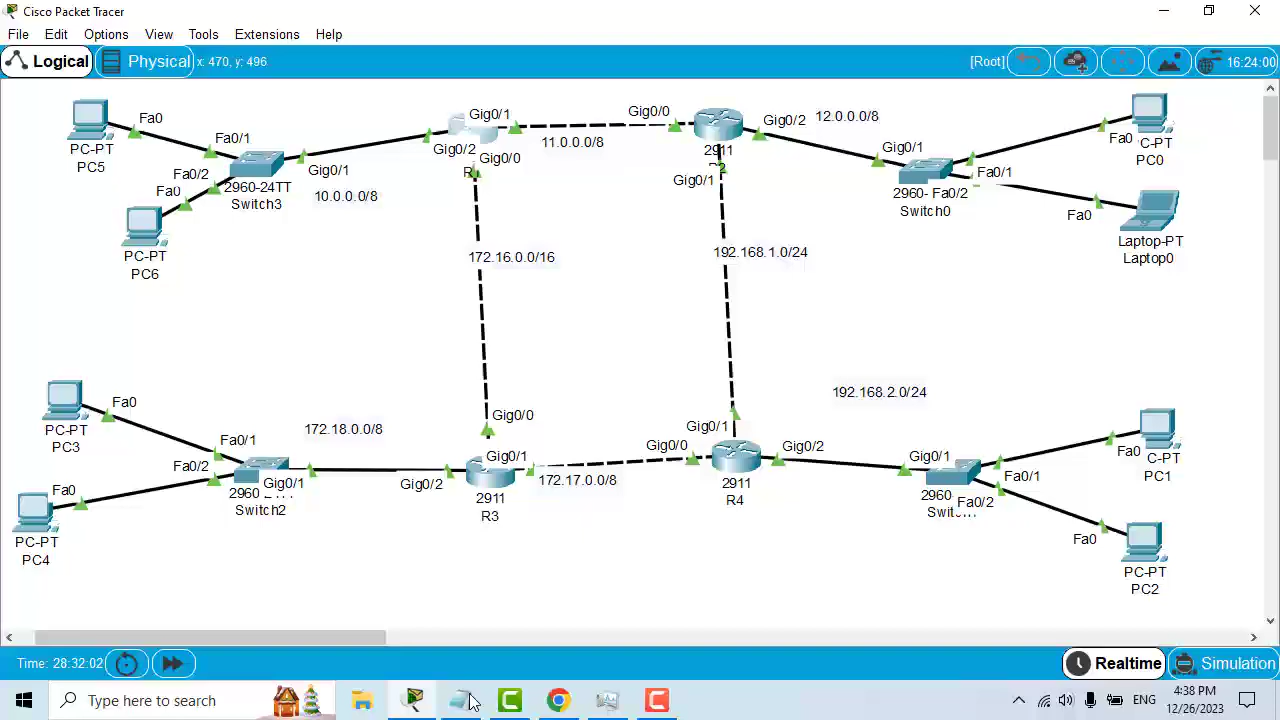 Cisco Packet Tracer
File Edit Options View Tools Extensions Help
Logical Physical x: 470, y: 496 [Root] 16:24:00
PC-PT
PC5
Fa0
Fa0/1
Fa0/2
Fa0
PC-PT
PC6
2960-24TT
Switch3
Gig0/1
10.0.0.0/8
Gig0/1
Gig0/2
Gig0/0
11.0.0.0/8
Gig0/0
2911
Gig0/1
Gig0/2
12.0.0.0/8
Gig0/1
2960- Fa0/2
Switch0
Fa0/1
Fa0
C-PT
PC0
Fa0
Laptop-PT
Laptop0
172.16.0.0/16
192.168.1.0/24
192.168.2.0/24
PC-PT
PC3
Fa0
Fa0/1
Fa0/2
Fa0
PC-PT
PC4
172.18.0.0/8
2960
Gig0/1
Switch2
Gig0/2
Gig0/0
Gig0/1
2911
R3
172.17.0.0/8
Gig0/0
Gig0/1
Gig0/2
2911
R4
Gig0/1
2960
Fa0/1
Fa0/2
Fa0
C-PT
PC1
Fa0
PC-PT
PC2
Time: 28:32:02 Realtime Simulation
Type here to search
ENG
4:38 PM
12/26/2023